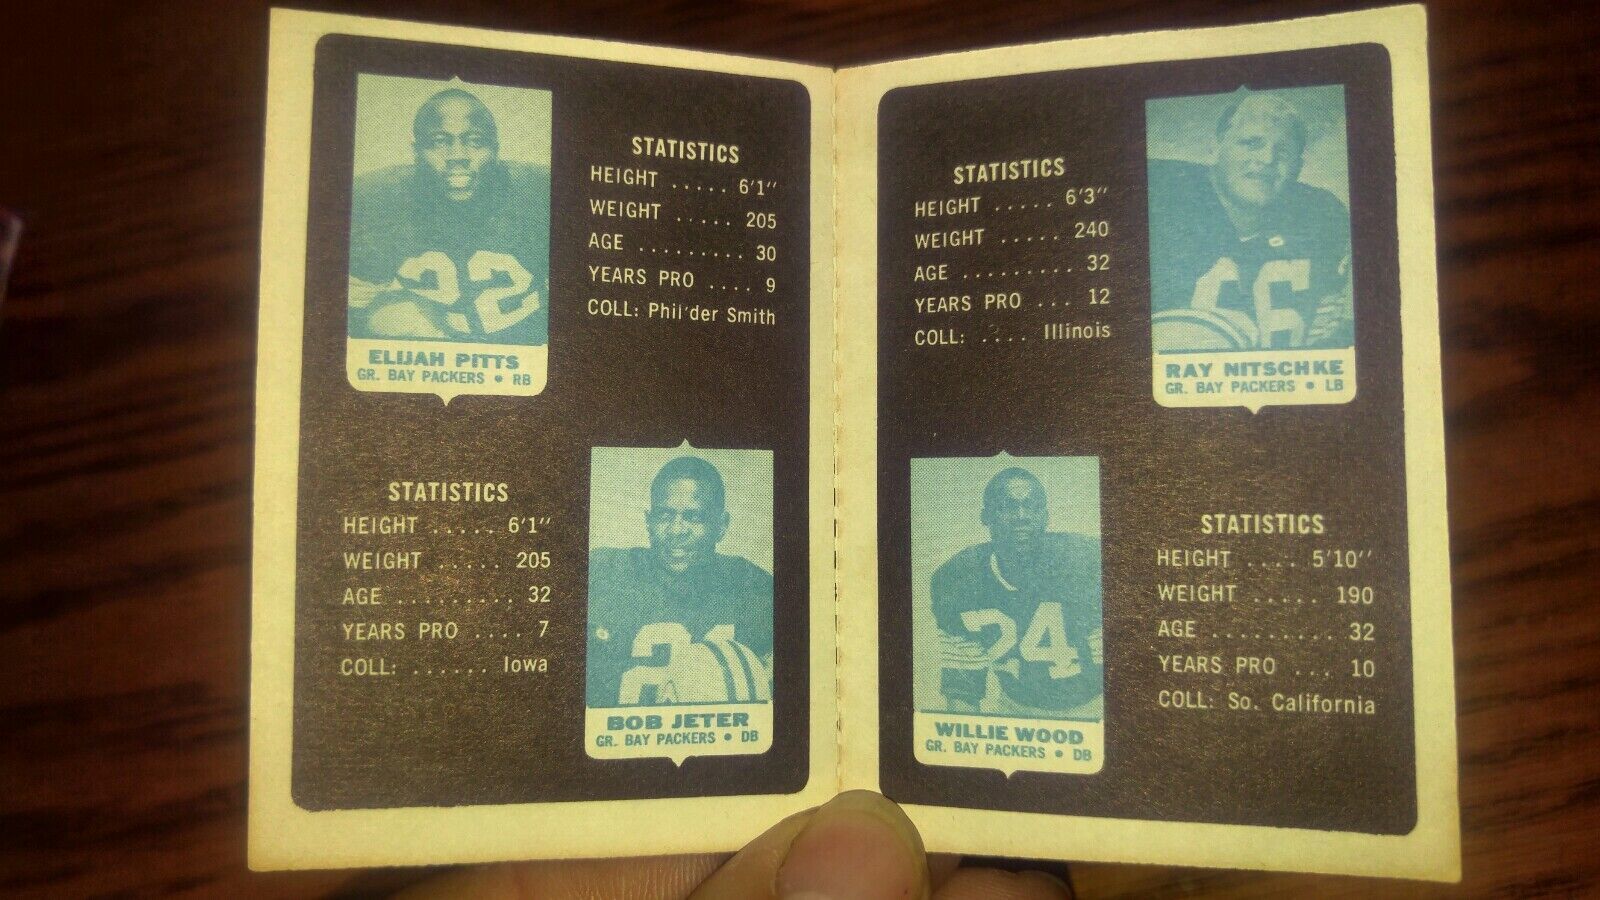 STATISTICS
HEIGHT ..... 6'1"
WEIGHT ..... 205
AGE ......... 30
YEARS PRO .... 9
COLL: Phil'der Smith
22
ELIJAH PITTS
GR. BAY PACKERS • RB
STATISTICS
HEIGHT ..... 6'1"
WEIGHT ..... 205
AGE ......... 32
YEARS PRO .... 7
COLL: ...... Iowa
21
BOB JETER
GR. BAY PACKERS • DB
STATISTICS
HEIGHT ..... 6'3"
WEIGHT ..... 240
AGE ......... 32
YEARS PRO ... 12
COLL: .... Illinois
66
RAY NITSCHKE
GR. BAY PACKERS • LB
24
WILLIE WOOD
GR. BAY PACKERS • DB
STATISTICS
HEIGHT .... 5'10"
WEIGHT ..... 190
AGE ......... 32
YEARS PRO ... 10
COLL: So. California